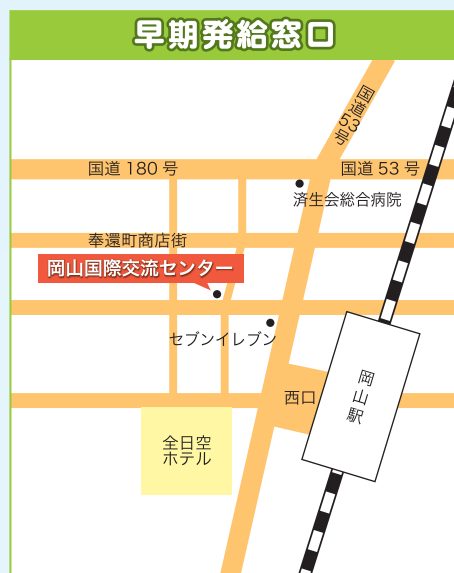 早期発給窓口
国道53号
国道180号
国道53号
済生会総合病院
奉還町商店街
岡山国際交流センター
セブンイレブン
岡山駅
西口
全日空
ホテル